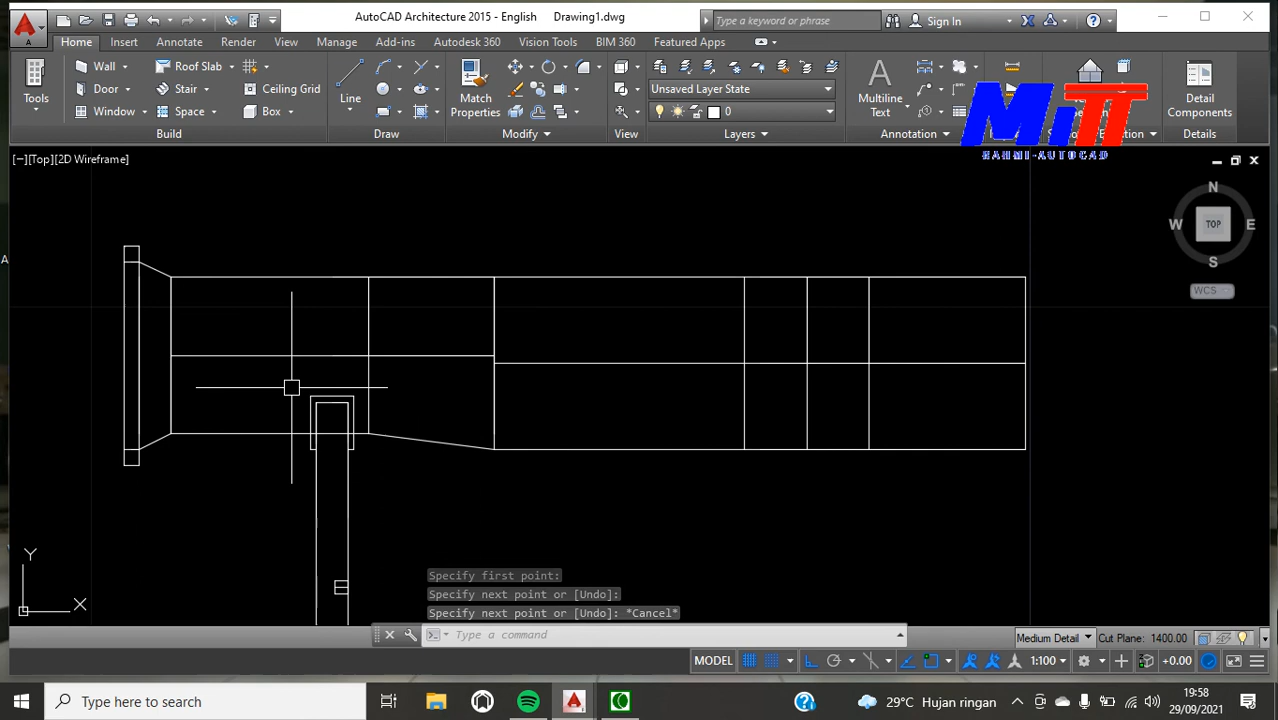 AutoCAD Architecture 2015 - English Drawing1.dwg
Type a keyword or phrase
Sign In
Home Insert Annotate Render View Manage Add-ins Autodesk 360 Vision Tools BIM 360 Featured Apps
Tools
Wall
Door
Window
Roof Slab
Stair
Space
Ceiling Grid
Box
Line
Match
Properties
Unsaved Layer State
0
Multiline
Text
Detail
Components
Build Draw Modify View Layers Annotation Details
MiTT
HAHMI-AUTOCAD
[−][Top][2D Wireframe]
N
W TOP E
S
WCS
Y
X
Specify first point:
Specify next point or [Undo]:
Specify next point or [Undo]: *Cancel*
Type a command
Medium Detail Cut Plane: 1400.00
MODEL 1:100 +0.00
Type here to search
29°C Hujan ringan
19:58
29/09/2021